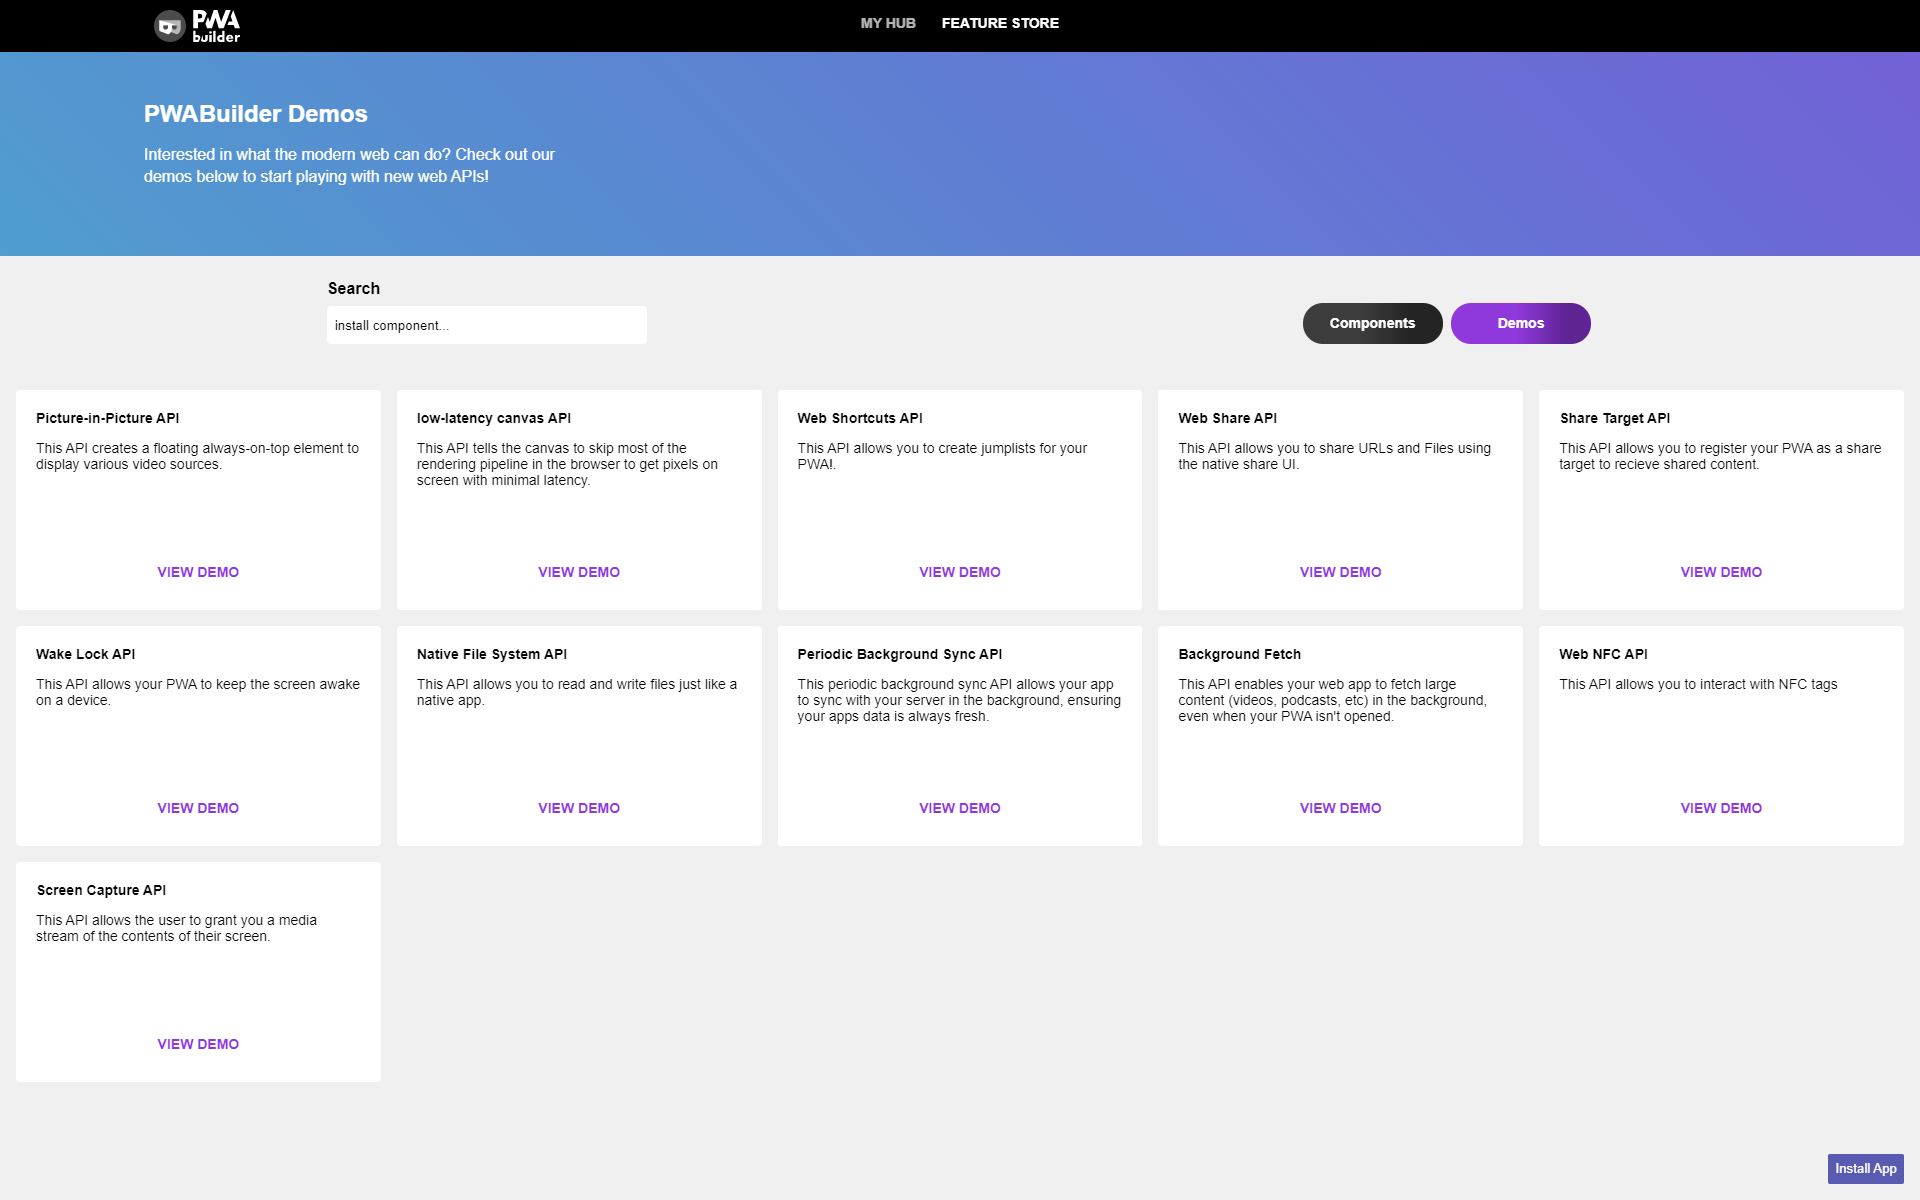 PWA
builder
MY HUB
FEATURE STORE
PWABuilder Demos
Interested in what the modern web can do? Check out our
demos below to start playing with new web APIs!
Search
install component...
Components
Demos
Picture-in-Picture API
This API creates a floating always-on-top element to
display various video sources.
VIEW DEMO
low-latency canvas API
This API tells the canvas to skip most of the
rendering pipeline in the browser to get pixels on
screen with minimal latency.
VIEW DEMO
Web Shortcuts API
This API allows you to create jumplists for your
PWA!.
VIEW DEMO
Web Share API
This API allows you to share URLs and Files using
the native share UI.
VIEW DEMO
Share Target API
This API allows you to register your PWA as a share
target to recieve shared content.
VIEW DEMO
Wake Lock API
This API allows your PWA to keep the screen awake
on a device.
VIEW DEMO
Native File System API
This API allows you to read and write files just like a
native app.
VIEW DEMO
Periodic Background Sync API
This periodic background sync API allows your app
to sync with your server in the background, ensuring
your apps data is always fresh.
VIEW DEMO
Background Fetch
This API enables your web app to fetch large
content (videos, podcasts, etc) in the background,
even when your PWA isn't opened.
VIEW DEMO
Web NFC API
This API allows you to interact with NFC tags
VIEW DEMO
Screen Capture API
This API allows the user to grant you a media
stream of the contents of their screen.
VIEW DEMO
Install App